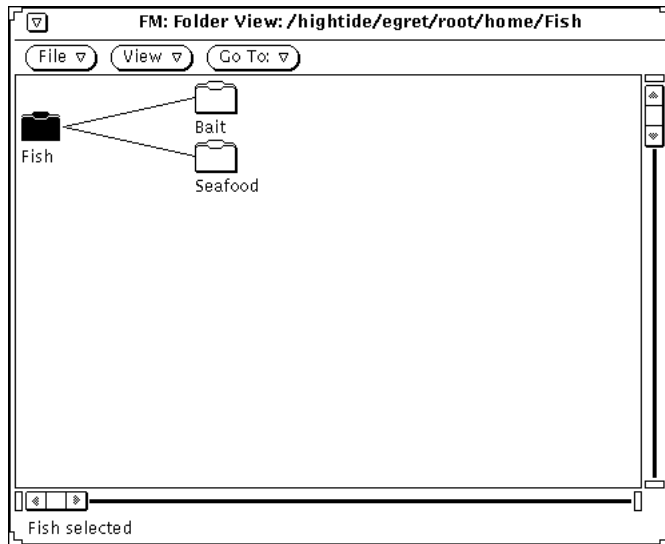 FM: Folder View: /hightide/egret/root/home/Fish
File View Go To:
Bait
Fish
Seafood
Fish selected